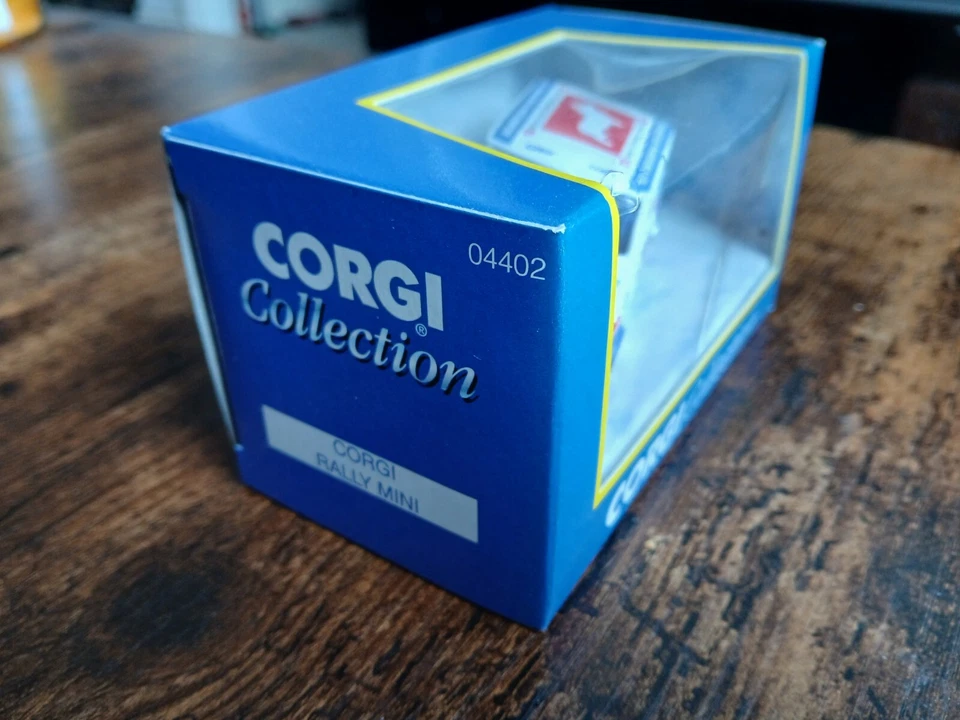 CORGI
®
Collection
04402
CORGI
RALLY MINI